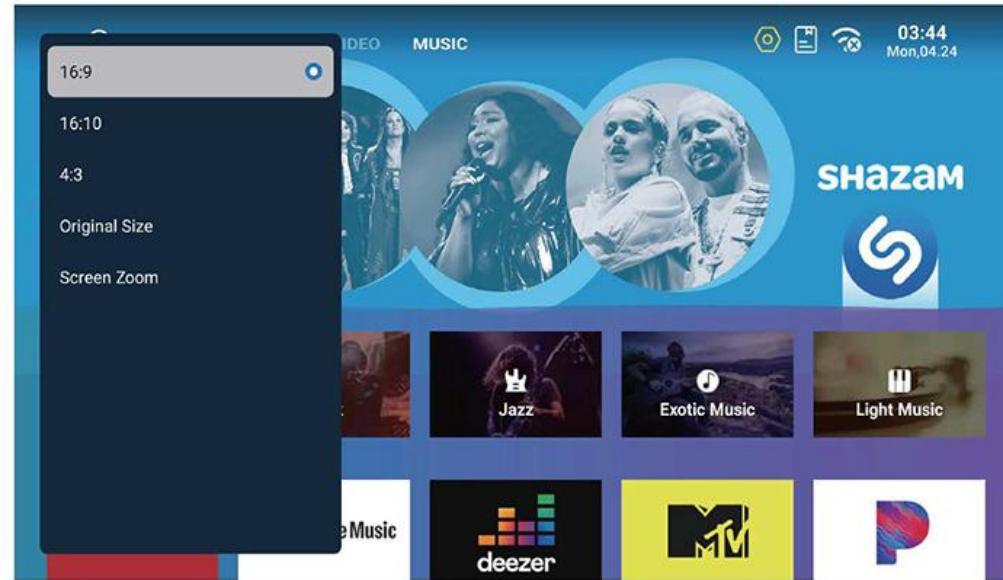 IDEO
MUSIC
03:44
Mon,04.24
16:9
16:10
4:3
Original Size
Screen Zoom
SHAZAM
Jazz
Exotic Music
Light Music
e Music
deezer
MTV